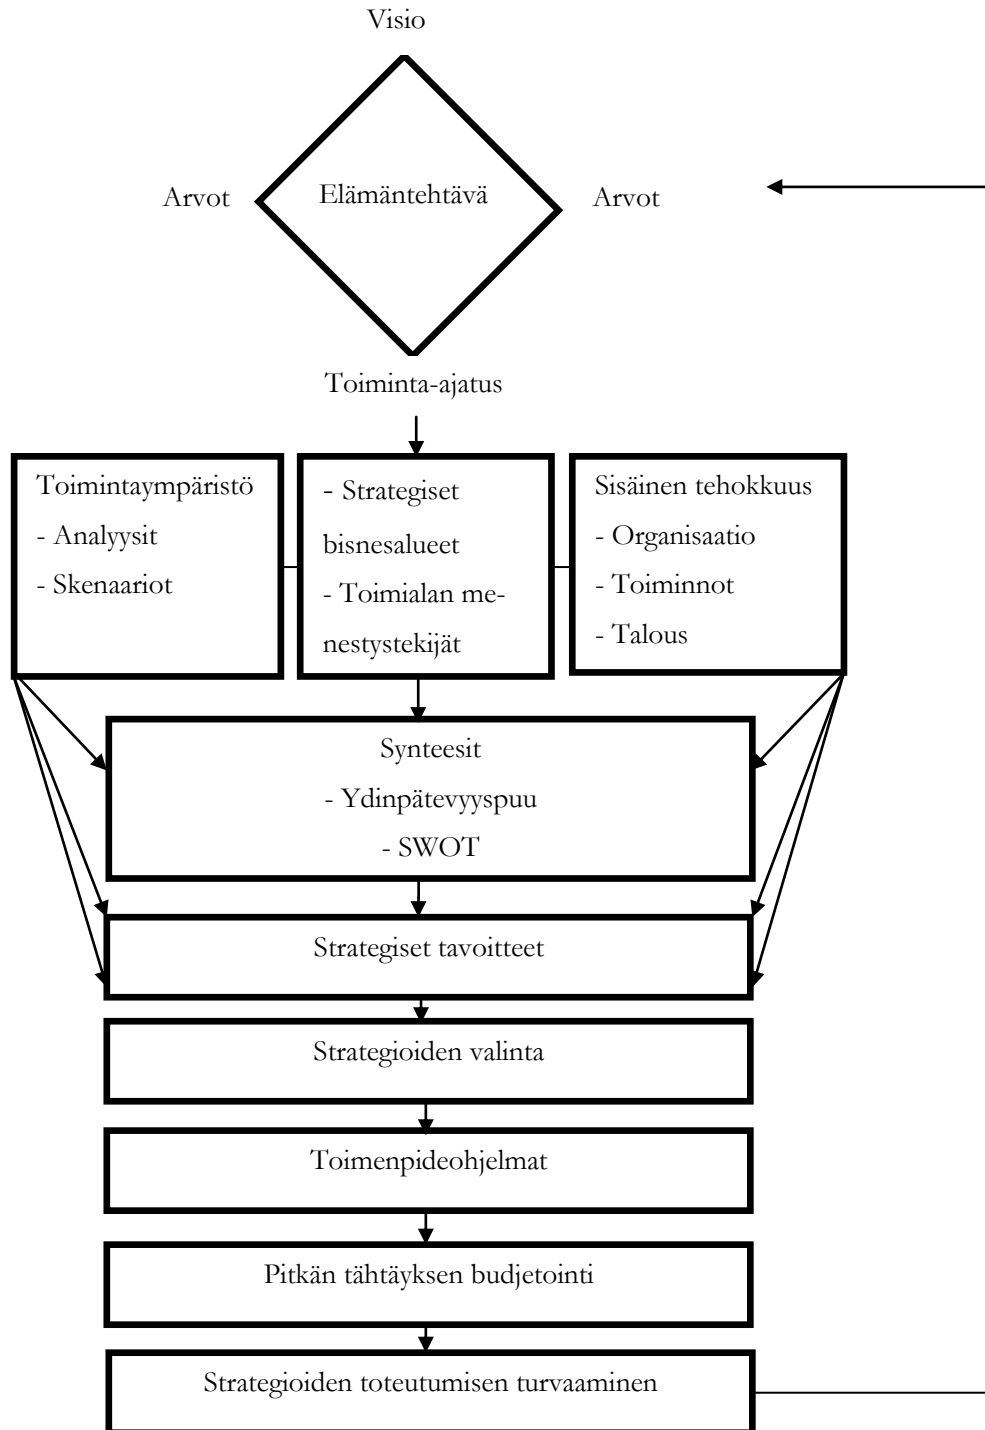 Visio
Arvot
Elämäntehtävä
Arvot
Toiminta-ajatus
Toimintaympäristö
- Analyysit
- Skenaariot
- Strategiset
bisnesalueet
- Toimialan me-
nestystekijät
Sisäinen tehokkuus
- Organisaatio
- Toiminnot
- Talous
Synteesit
- Ydinpätevyyspuu
- SWOT
Strategiset tavoitteet
Strategioiden valinta
Toimenpideohjelmat
Pitkän tähtäyksen budjetointi
Strategioiden toteutumisen turvaaminen